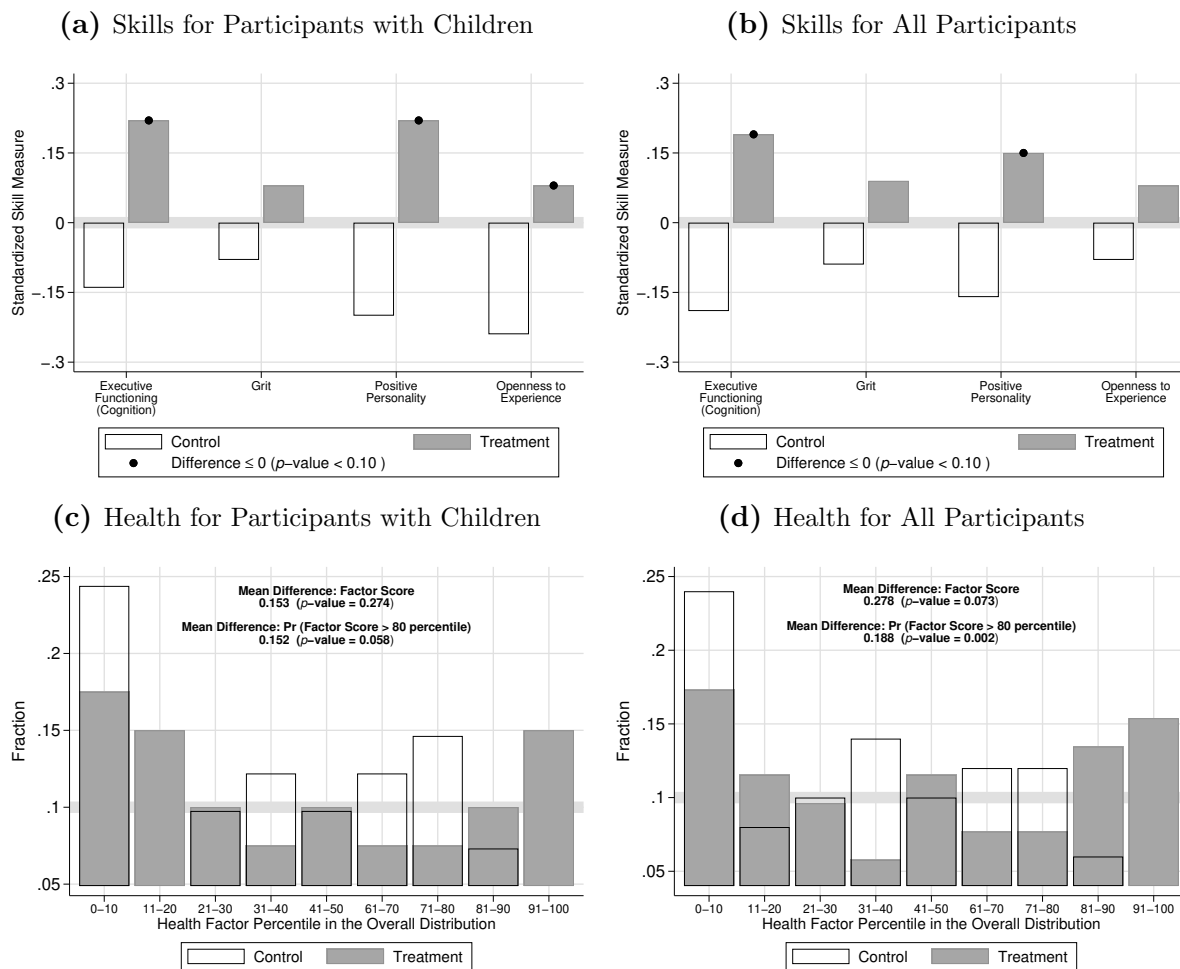 (a) Skills for Participants with Children
.3
.15
0
−.15
−.3
Standardized Skill Measure
Executive
Functioning
(Cognition)
Grit
Positive
Personality
Openness to
Experience
Control
Treatment
Difference ≤ 0 (p−value < 0.10 )
(b) Skills for All Participants
.3
.15
0
−.15
−.3
Standardized Skill Measure
Executive
Functioning
(Cognition)
Grit
Positive
Personality
Openness to
Experience
Control
Treatment
Difference ≤ 0 (p−value < 0.10 )
(c) Health for Participants with Children
.25
.2
.15
.1
.05
Fraction
Mean Difference: Factor Score
0.153 (p−value = 0.274)
Mean Difference: Pr (Factor Score > 80 percentile)
0.152 (p−value = 0.058)
0−10 11−20 21−30 31−40 41−50 61−70 71−80 81−90 91−100
Health Factor Percentile in the Overall Distribution
Control
Treatment
(d) Health for All Participants
.25
.2
.15
.1
.05
Fraction
Mean Difference: Factor Score
0.278 (p−value = 0.073)
Mean Difference: Pr (Factor Score > 80 percentile)
0.188 (p−value = 0.002)
0−10 11−20 21−30 31−40 41−50 61−70 71−80 81−90 91−100
Health Factor Percentile in the Overall Distribution
Control
Treatment